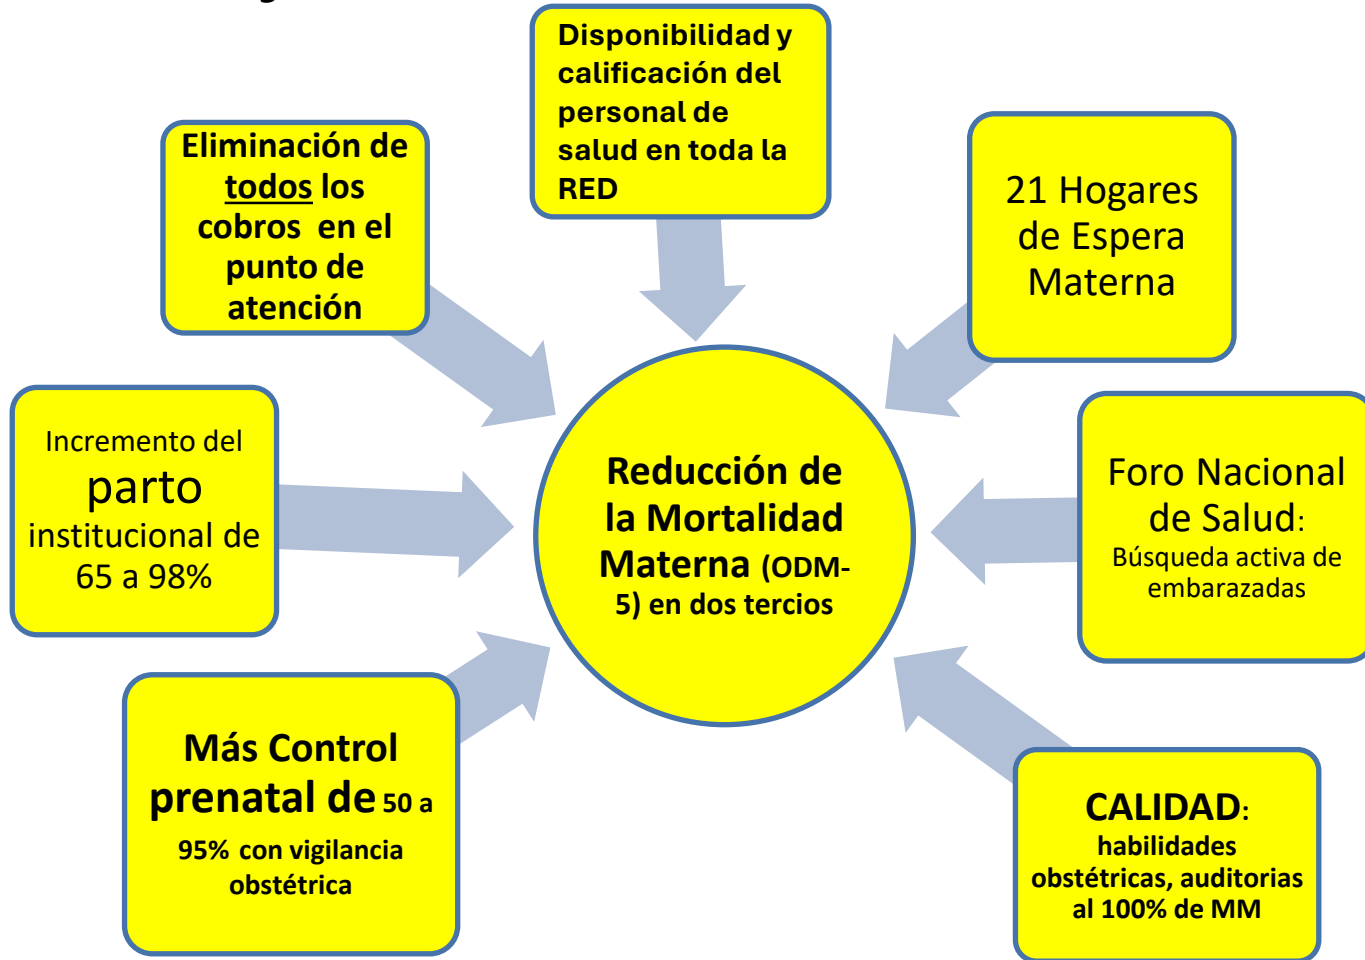 Disponibilidad y
calificación del
personal de
salud en toda la
RED
Eliminación de
todos los
cobros en el
punto de
atención
21 Hogares
de Espera
Materna
Incremento del
parto
institucional de
65 a 98%
Reducción de
la Mortalidad
Materna (ODM-
5) en dos tercios
Foro Nacional
de Salud:
Búsqueda activa de
embarazadas
Más Control
prenatal de 50 a
95% con vigilancia
obstétrica
CALIDAD:
habilidades
obstétricas, auditorias
al 100% de MM